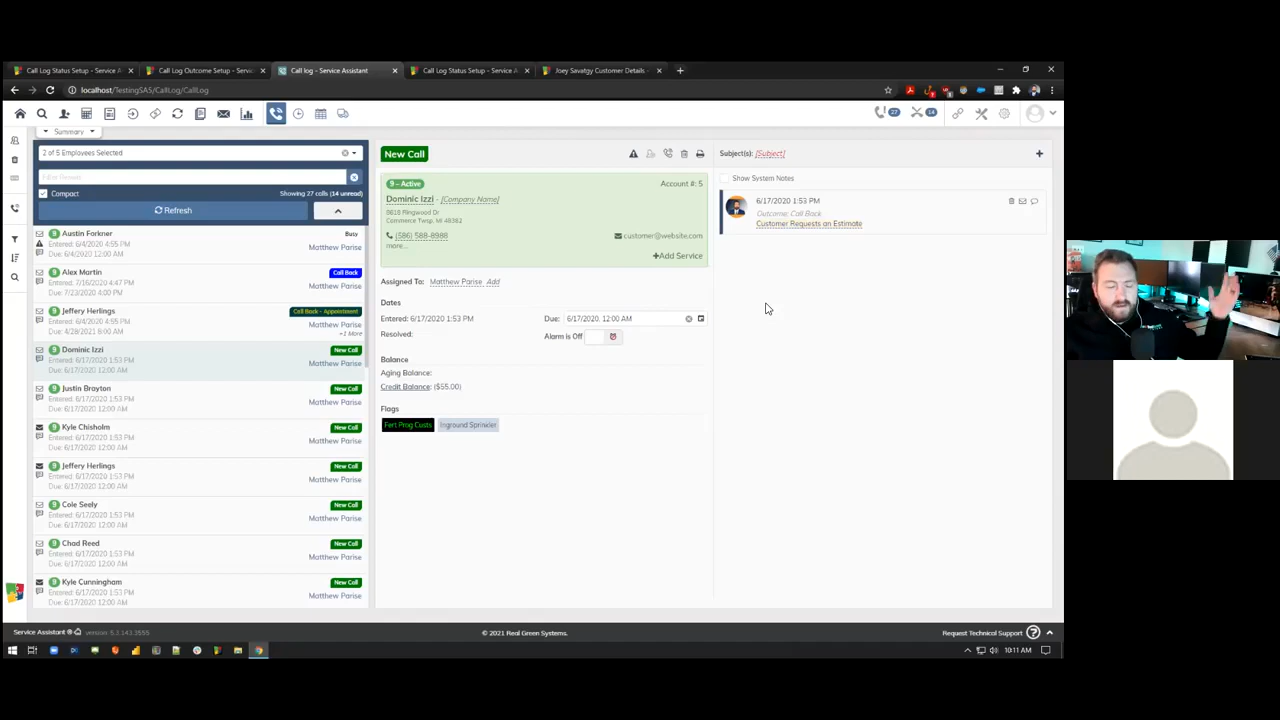 Call Log Status Setup - Service A
Call Log Outcome Setup - Servic
Call log - Service Assistant
Call Log Status Setup - Service A
Joey Savatgy Customer Details -
localhost/TestingSAS/CallLog/CallLog
27
14
Summary
2 of 5 Employees Selected
Compact
Showing 27 calls (14 unread)
Refresh
Austin Forkner
Busy
Entered: 6/4/2020 4:55 PM
Matthew Parise
Due: 6/4/2020 12:00 AM
Alex Martin
Call Back
Entered: 7/16/2020 4:47 PM
Matthew Parise
Due: 7/23/2020 4:00 PM
Jeffery Herlings
Call Back - Appointment
Entered: 6/4/2020 4:55 PM
Matthew Parise
Due: 4/28/2021 8:00 AM
+1 More
Dominic Izzi
New Call
Entered: 6/17/2020 1:53 PM
Matthew Parise
Due: 6/17/2020 12:00 AM
Justin Brayton
New Call
Entered: 6/17/2020 1:53 PM
Matthew Parise
Due: 6/17/2020 12:00 AM
Kyle Chisholm
New Call
Entered: 6/17/2020 1:53 PM
Matthew Parise
Due: 6/17/2020 12:00 AM
Jeffery Herlings
New Call
Entered: 6/17/2020 1:53 PM
Matthew Parise
Due: 6/17/2020 12:00 AM
Cole Seely
New Call
Entered: 6/17/2020 1:53 PM
Matthew Parise
Due: 6/17/2020 12:00 AM
Chad Reed
New Call
Entered: 6/17/2020 1:53 PM
Matthew Parise
Due: 6/17/2020 12:00 AM
Kyle Cunningham
New Call
Entered: 6/17/2020 1:53 PM
Matthew Parise
Due: 6/17/2020 12:00 AM
New Call
9 - Active
Account #: 5
Dominic Izzi - [Company Name]
Commerce Twsp, MI 48382
(586) 588-8988
customer@website.com
more...
+Add Service
Assigned To: Matthew Parise Add
Dates
Entered: 6/17/2020 1:53 PM
Due: 6/17/2020, 12:00 AM
Resolved:
Alarm is Off
Balance
Aging Balance:
Credit Balance: ($55.00)
Flags
Fert Prog Custs
Inground Sprinkler
Subject(s): [Subject]
Show System Notes
6/17/2020 1:53 PM
Outcome: Call Back
Customer Requests an Estimate
Service Assistant ®
version: 5.1.143.3555
© 2021 Real Green Systems.
Request Technical Support
10:11 AM